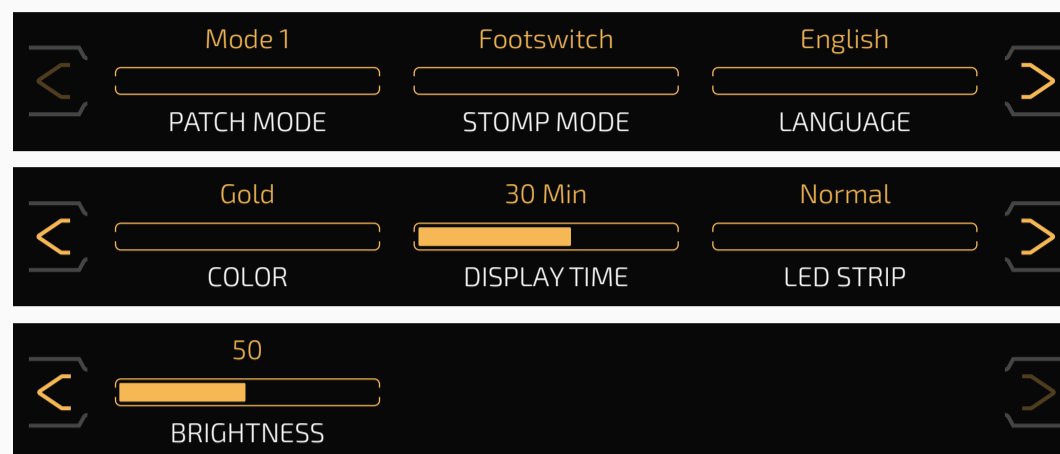 Mode 1 Footswitch English
PATCH MODE STOMP MODE LANGUAGE
Gold 30 Min Normal
COLOR DISPLAY TIME LED STRIP
50
BRIGHTNESS